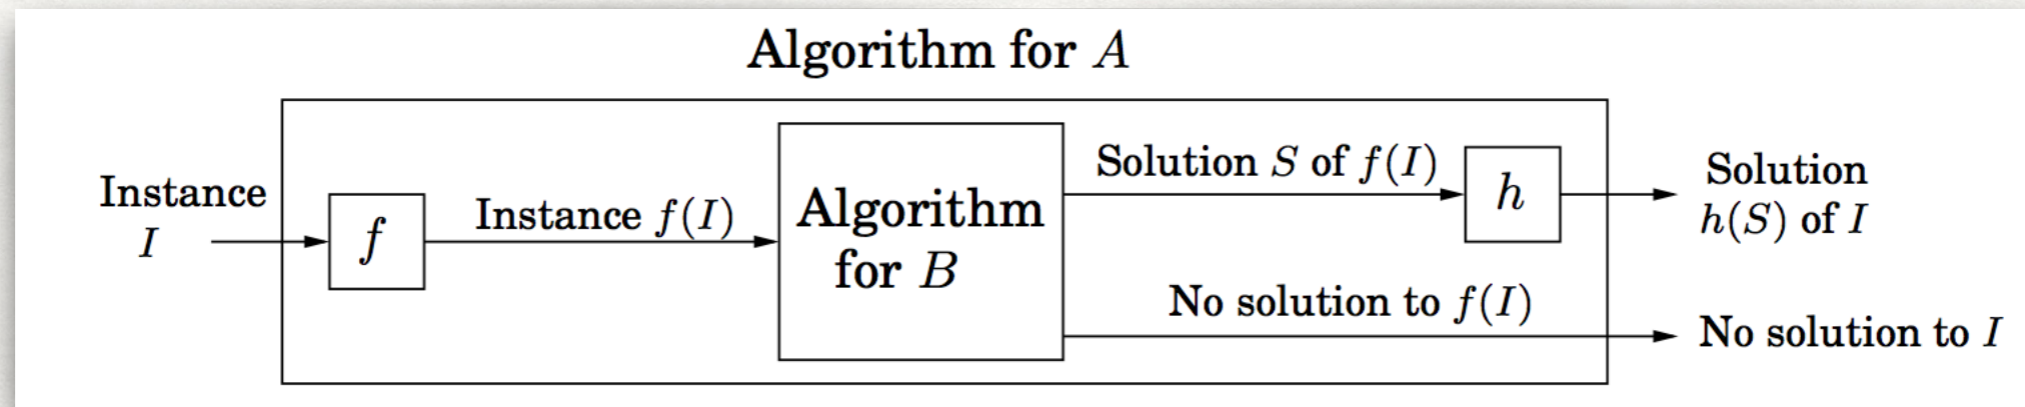 Algorithm for A
Instance
I
f
Instance f(I)
Algorithm
for B
Solution S of f(I)
h
Solution
h(S) of I
No solution to f(I)
No solution to I